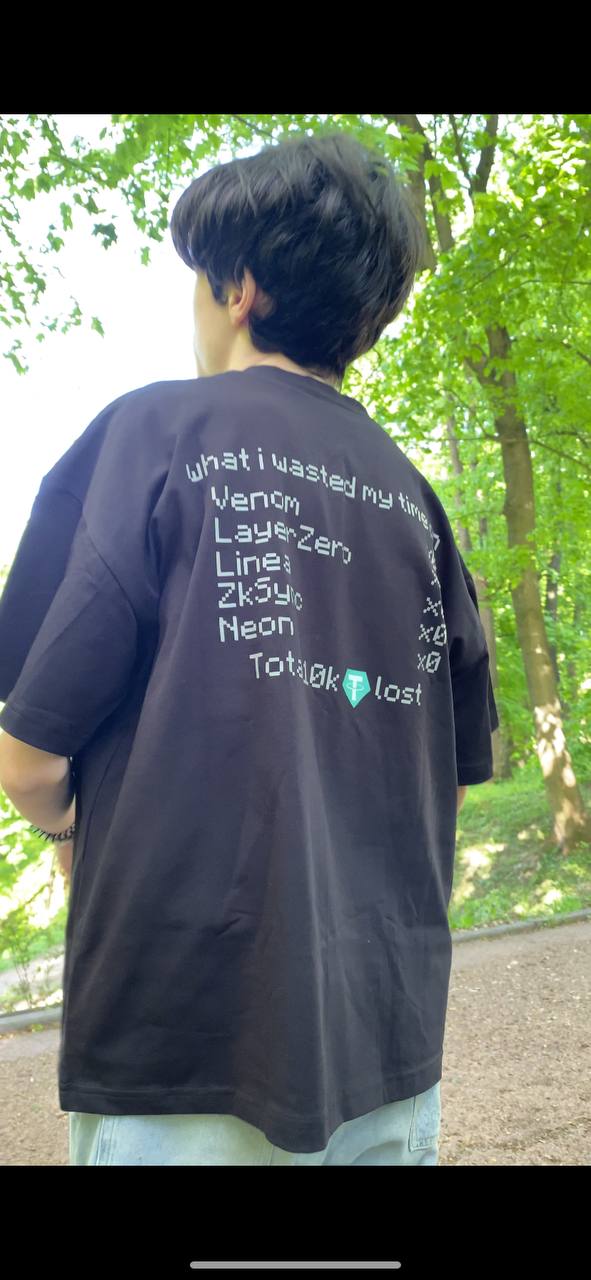 what i wasted my time
Venom
LayerZero
Linea
ZkSync x0
Neon x0
Total 10k T lost